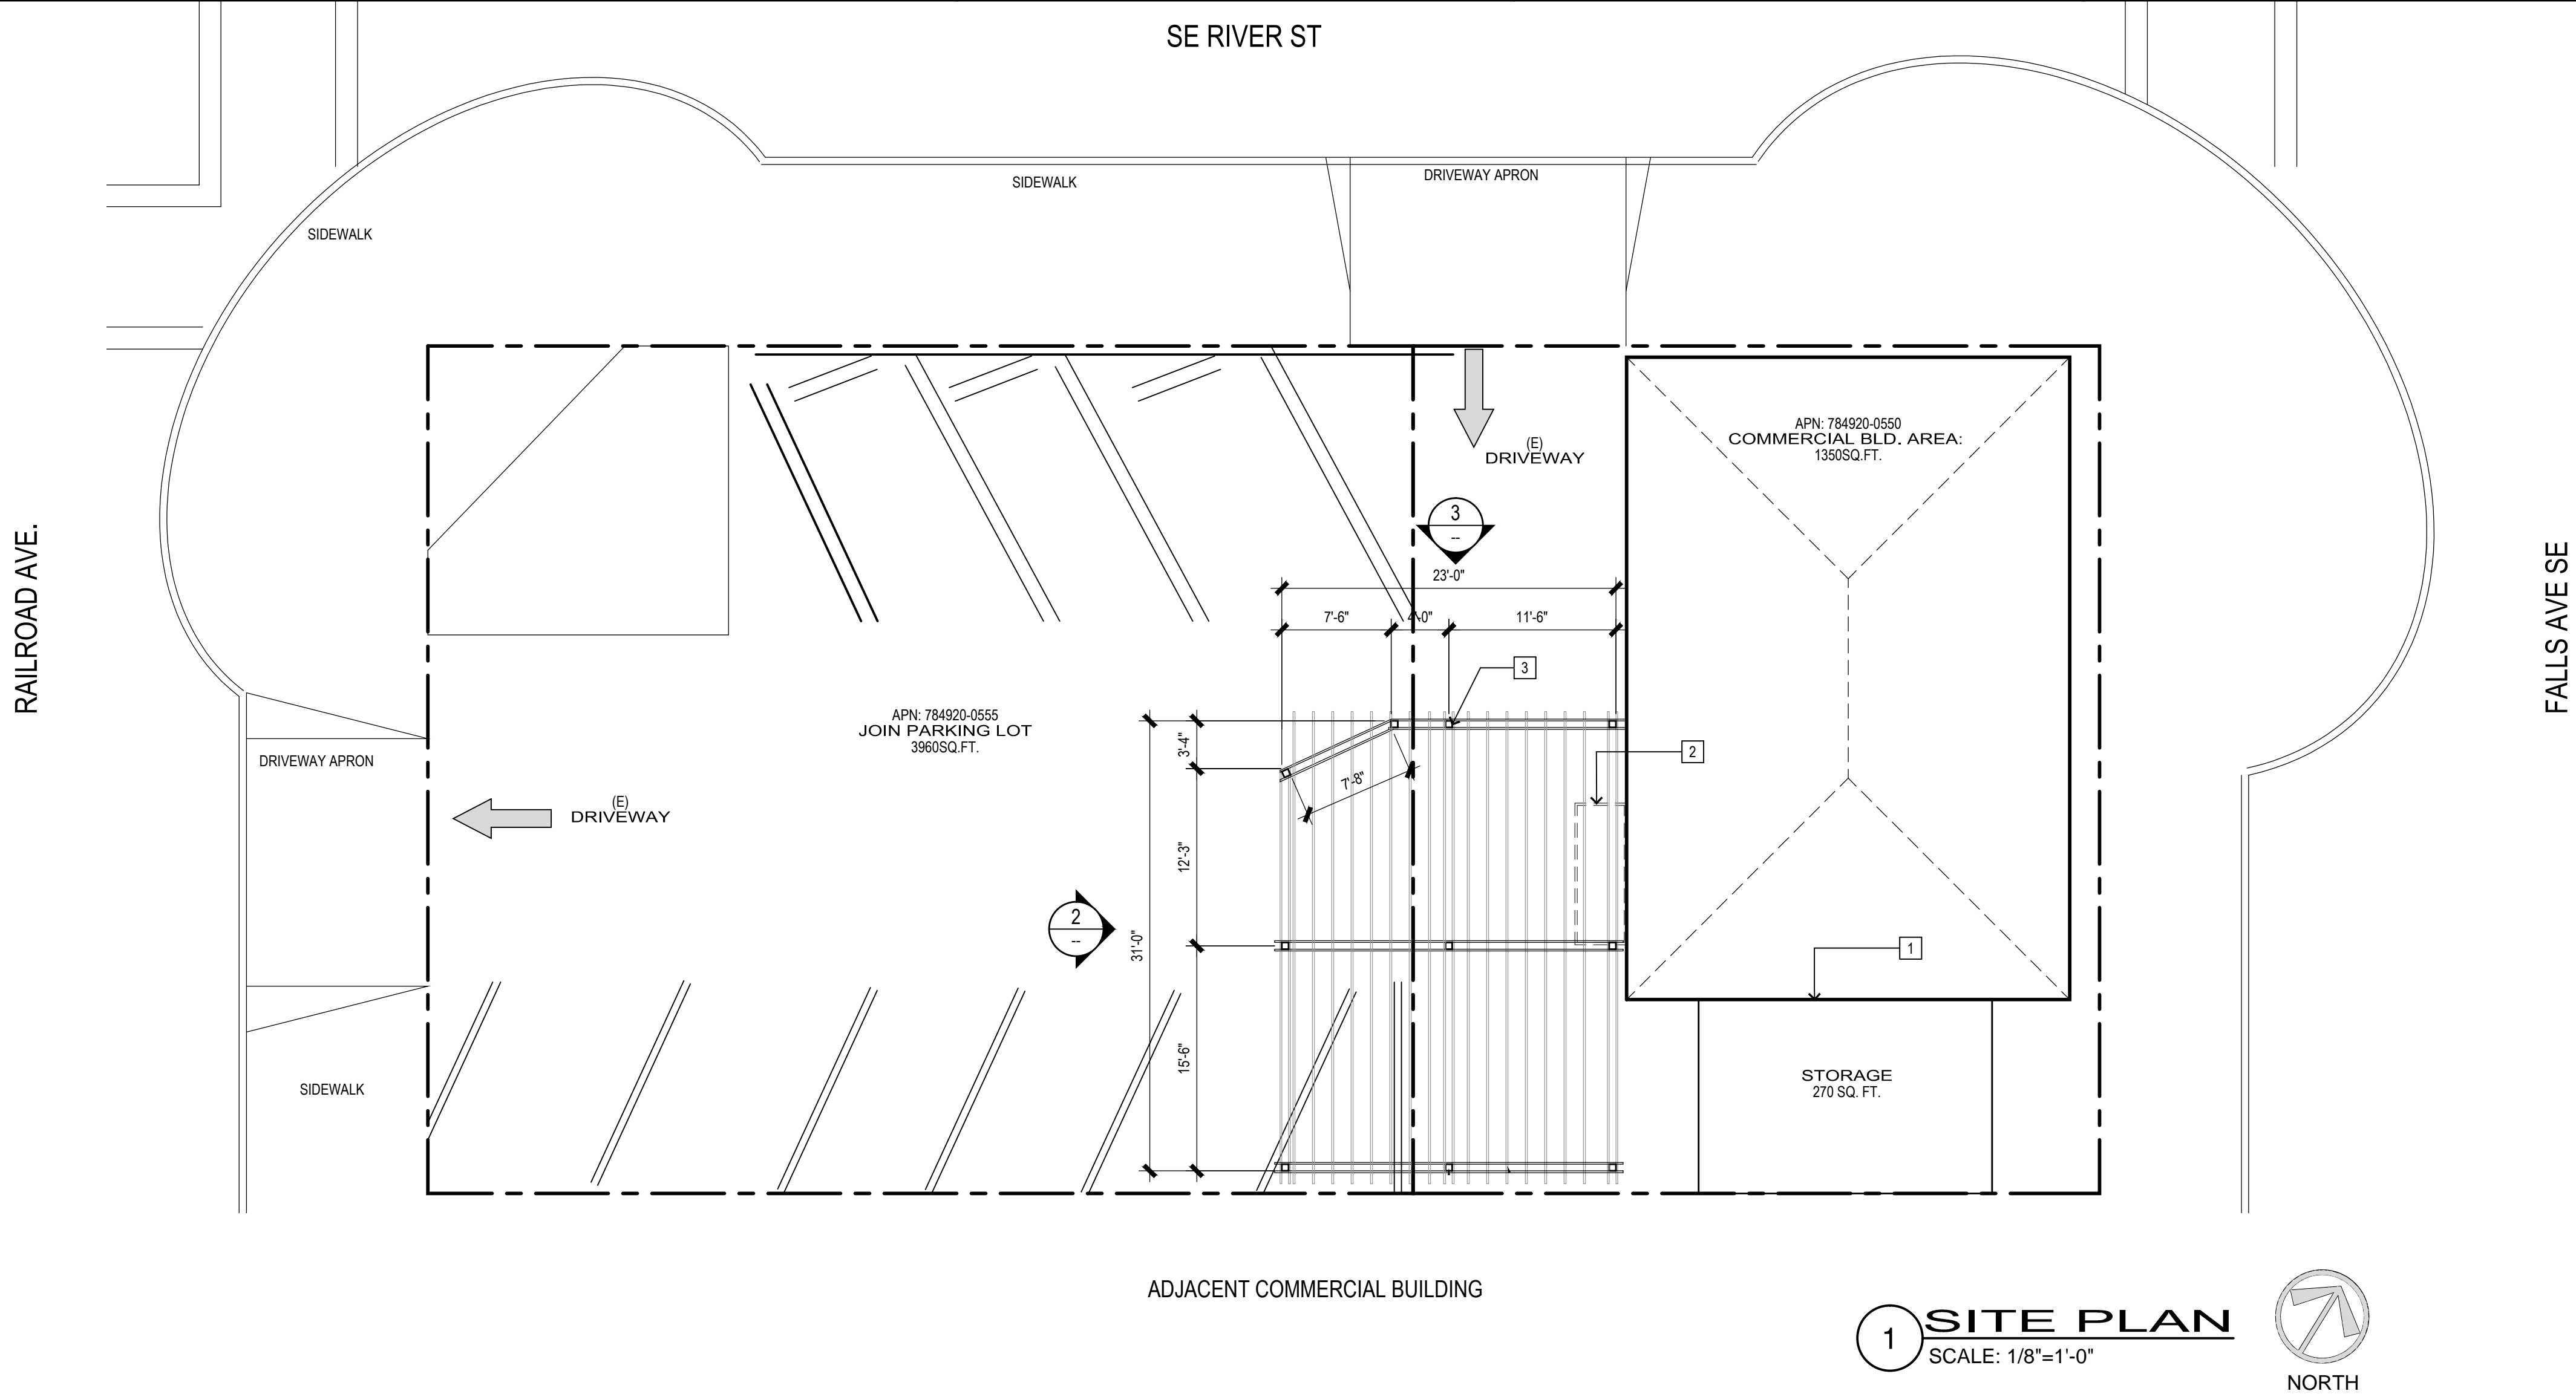 SE RIVER ST
SIDEWALK
DRIVEWAY APRON
SIDEWALK
APN: 784920-0550
COMMERCIAL BLD. AREA:
1350SQ.FT.
(E)
DRIVEWAY
3
--
RAILROAD AVE.
FALLS AVE SE
23'-0"
7'-6"
4'-0"
11'-6"
3
APN: 784920-0555
JOIN PARKING LOT
3960SQ.FT.
3'-4"
2
DRIVEWAY APRON
7'-8"
(E)
DRIVEWAY
12'-3"
2
--
31'-0"
1
15'-6"
STORAGE
270 SQ. FT.
SIDEWALK
ADJACENT COMMERCIAL BUILDING
1
SITE PLAN
SCALE: 1/8"=1'-0"
NORTH